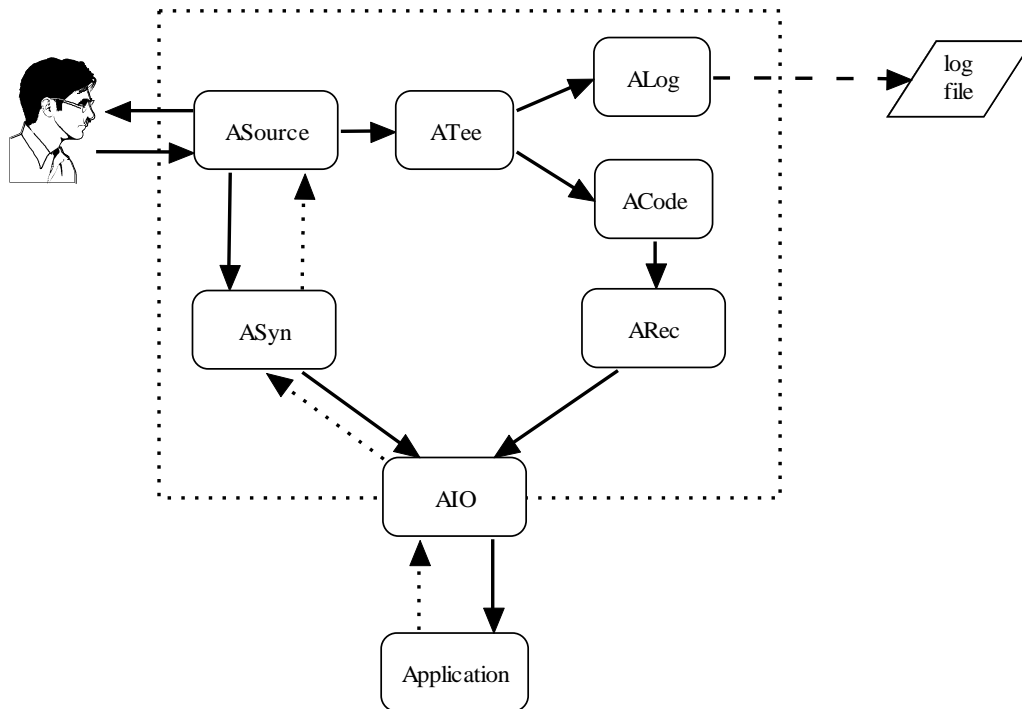 ALog
log
file
ASource
ATee
ACode
ASyn
ARec
AIO
Application